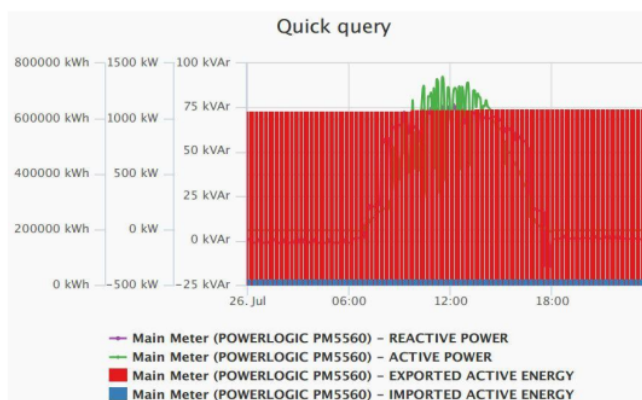 Quick query
800000 kWh 1500 kW 100 kVAr
600000 kWh 1000 kW 75 kVAr
50 kVAr
400000 kWh 500 kW
25 kVAr
200000 kWh 0 kW
0 kVAr
0 kWh −500 kW −25 kVAr
26. Jul 06:00 12:00 18:00
Main Meter (POWERLOGIC PM5560) – REACTIVE POWER
Main Meter (POWERLOGIC PM5560) – ACTIVE POWER
Main Meter (POWERLOGIC PM5560) – EXPORTED ACTIVE ENERGY
Main Meter (POWERLOGIC PM5560) – IMPORTED ACTIVE ENERGY